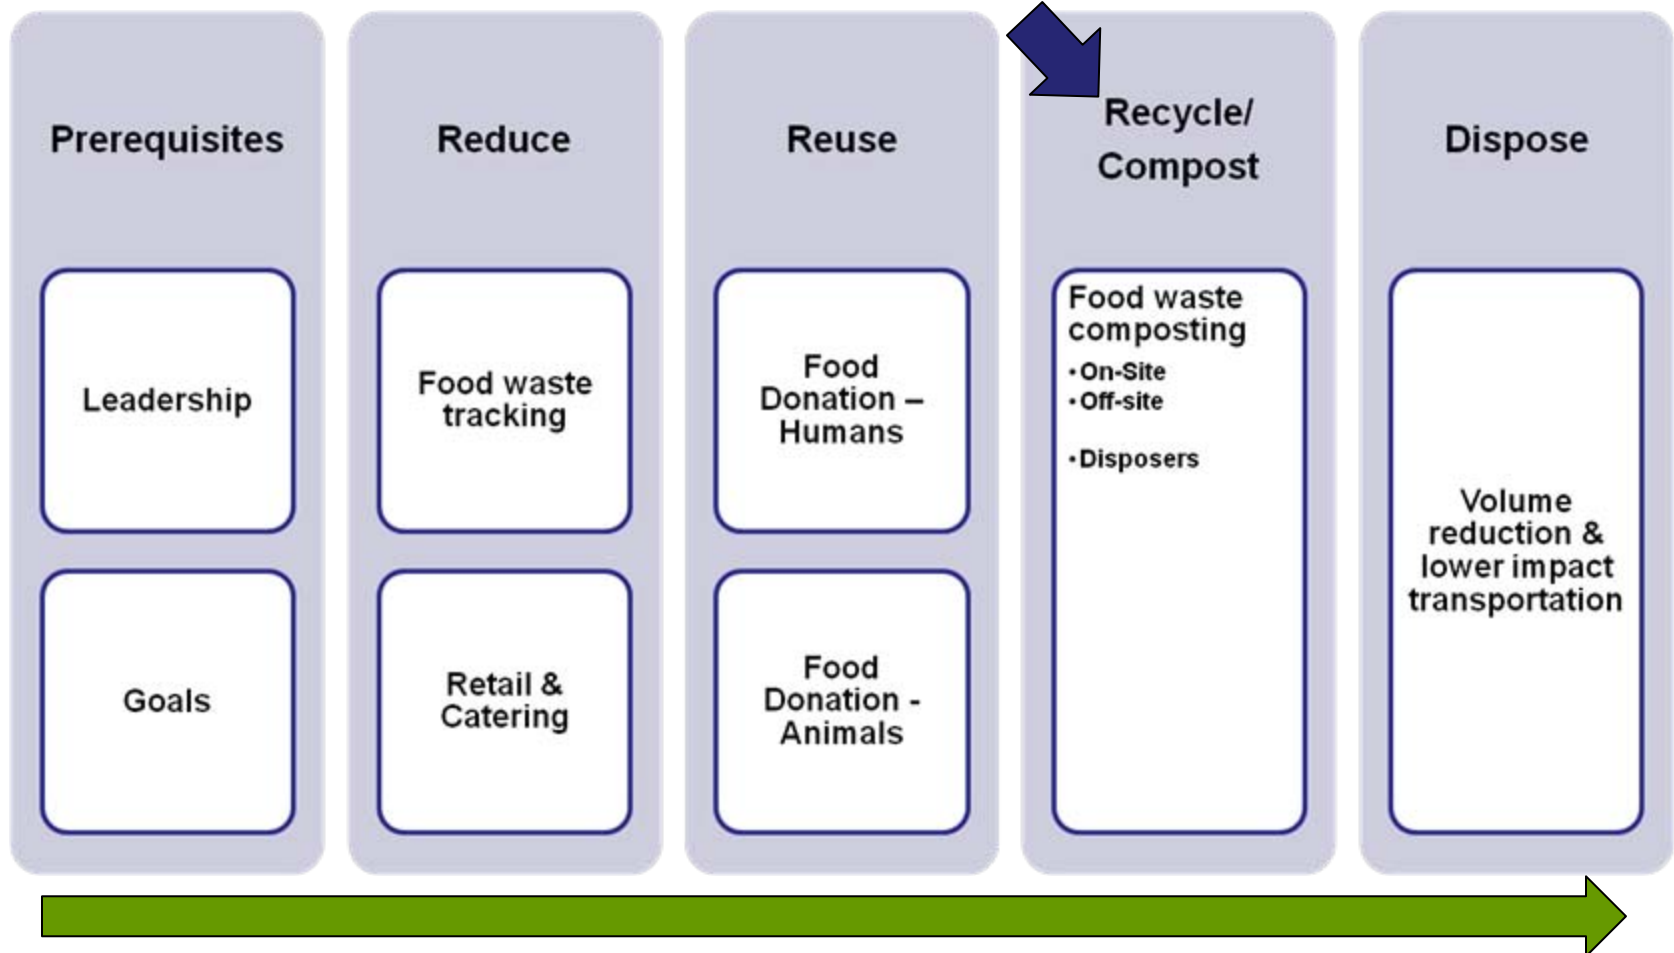 Prerequisites
Leadership
Goals
Reduce
Food waste
tracking
Retail &
Catering
Reuse
Food
Donation –
Humans
Food
Donation -
Animals
Recycle/
Compost
Food waste
composting
•On-Site
•Off-site
•Disposers
Dispose
Volume
reduction &
lower impact
transportation